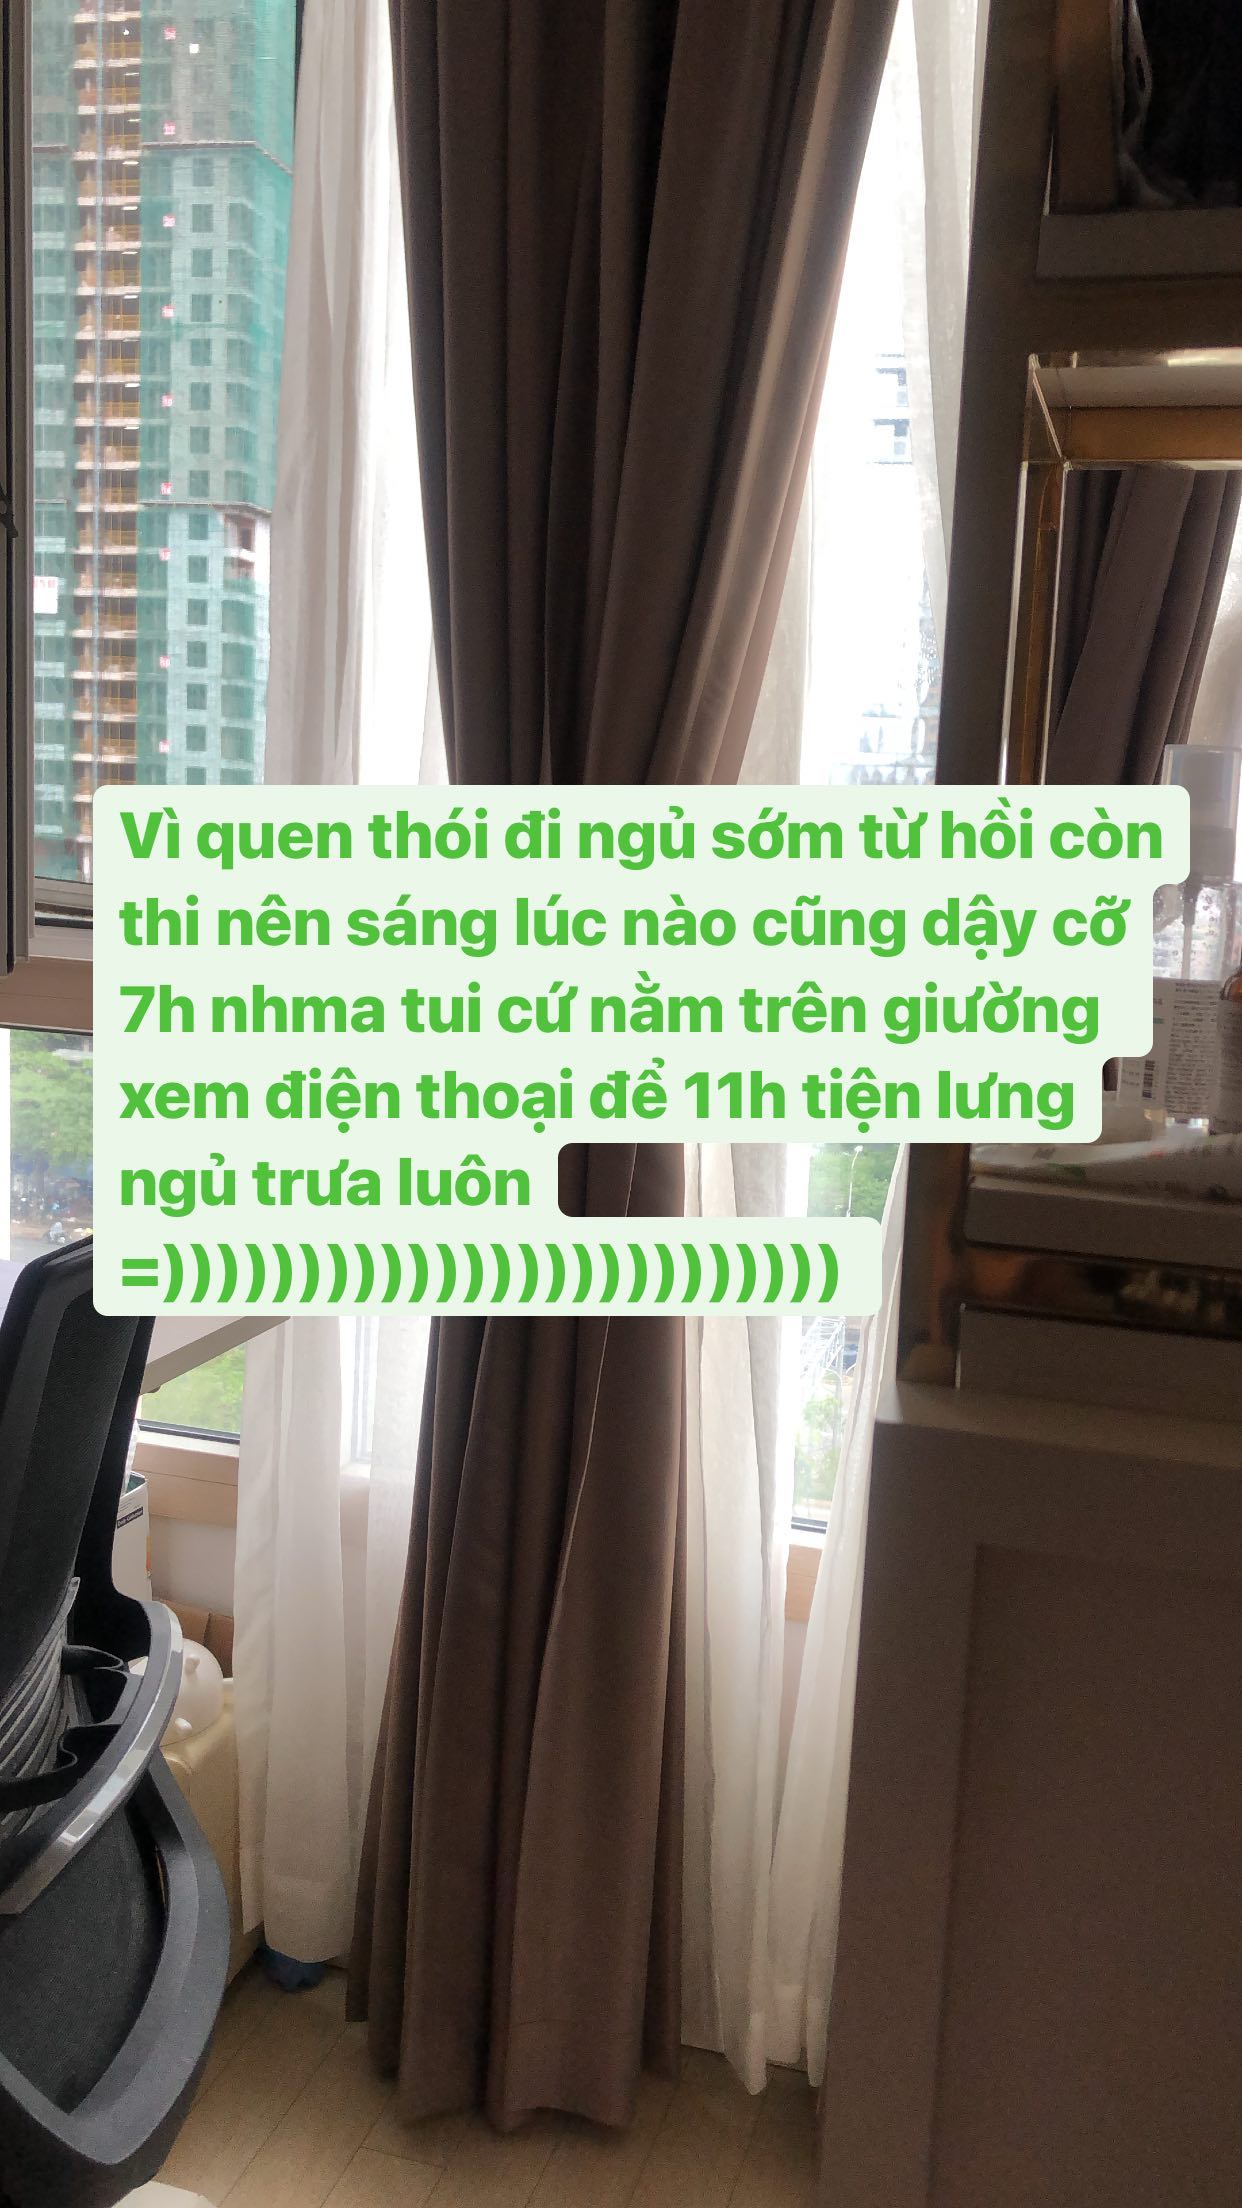 Vì quen thói đi ngủ sớm từ hồi còn
thi nên sáng lúc nào cũng dậy cỡ
7h nhma tui cứ nằm trên giường
xem điện thoại để 11h tiện lưng
ngủ trưa luôn
=)))))))))))))))))))))))))